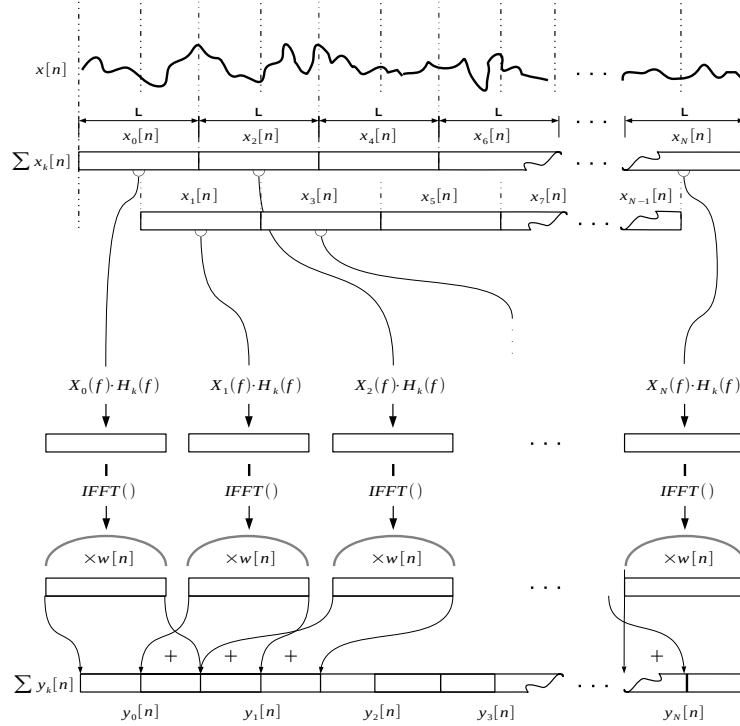 x[n]
. . .
L L L L . . . L
x₀[n] x₂[n] x₄[n] x₆[n] x_N[n]
∑ x_k[n] . . .
x₁[n] x₃[n] x₅[n] x₇[n] x_{N−1}[n]
. . .
X₀(f)·H_k(f) X₁(f)·H_k(f) X₂(f)·H_k(f) X_N(f)·H_k(f)
. . .
IFFT() IFFT() IFFT() IFFT()
×w[n] ×w[n] ×w[n] ×w[n]
. . .
+ + + +
∑ y_k[n] . . .
y₀[n] y₁[n] y₂[n] y₃[n] y_N[n]